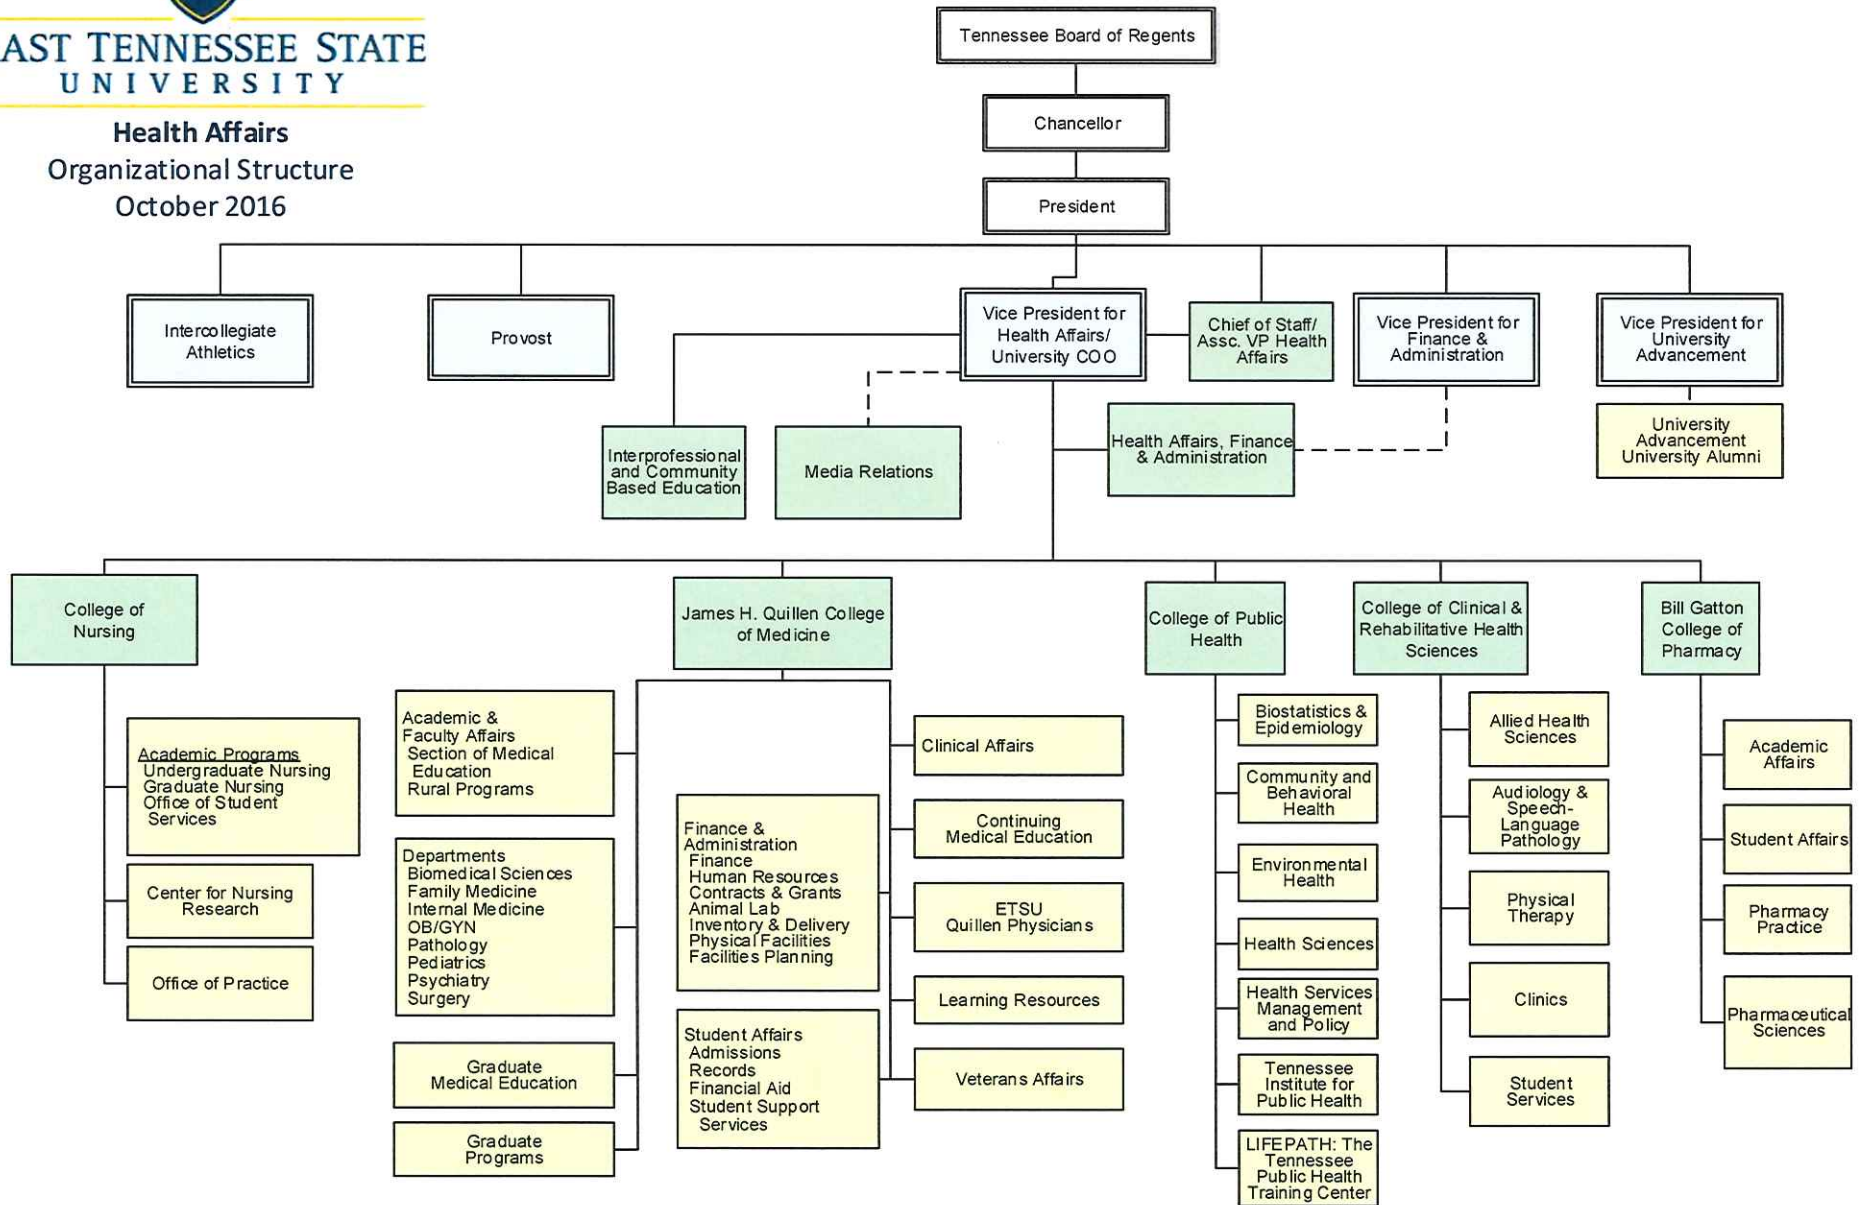 AST TENNESSEE STATE
UNIVERSITY
Health Affairs
Organizational Structure
October 2016
Tennessee Board of Regents
Chancellor
President
Intercollegiate
Athletics
Provost
Vice President for
Health Affairs/
University COO
Chief of Staff/
Assc. VP Health
Affairs
Vice President for
Finance &
Administration
Vice President for
University
Advancement
University
Advancement
University Alumni
Interprofessional
and Community
Based Education
Media Relations
Health Affairs, Finance
& Administration
College of
Nursing
James H. Quillen College
of Medicine
College of Public
Health
College of Clinical &
Rehabilitative Health
Sciences
Bill Gatton
College of
Pharmacy
Academic Programs
Undergraduate Nursing
Graduate Nursing
Office of Student
Services
Center for Nursing
Research
Office of Practice
Academic &
Faculty Affairs
Section of Medical
Education
Rural Programs
Departments
Biomedical Sciences
Family Medicine
Internal Medicine
OB/GYN
Pathology
Pediatrics
Psychiatry
Surgery
Graduate
Medical Education
Graduate
Programs
Finance &
Administration
Finance
Human Resources
Contracts & Grants
Animal Lab
Inventory & Delivery
Physical Facilities
Facilities Planning
Student Affairs
Admissions
Records
Financial Aid
Student Support
Services
Clinical Affairs
Continuing
Medical Education
ETSU
Quillen Physicians
Learning Resources
Veterans Affairs
Biostatistics &
Epidemiology
Community and
Behavioral
Health
Environmental
Health
Health Sciences
Health Services
Management
and Policy
Tennessee
Institute for
Public Health
LIFEPATH: The
Tennessee
Public Health
Training Center
Allied Health
Sciences
Audiology &
Speech-
Language
Pathology
Physical
Therapy
Clinics
Student
Services
Academic
Affairs
Student Affairs
Pharmacy
Practice
Pharmaceutical
Sciences